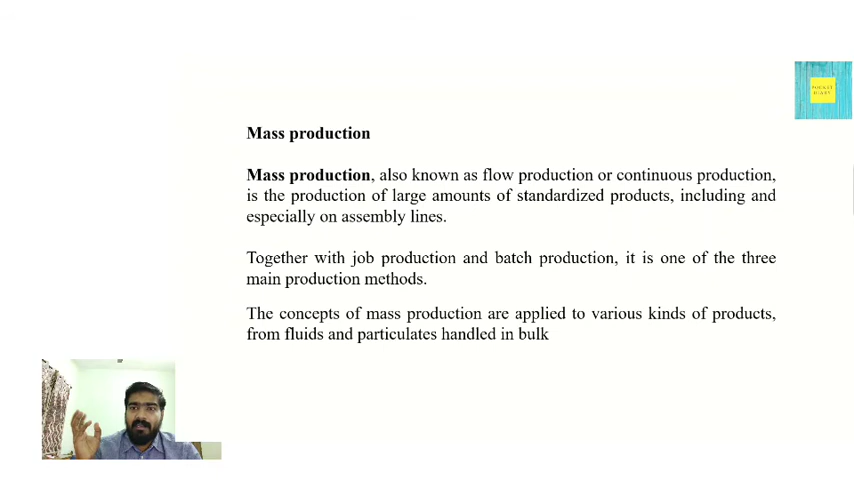 Mass production
Mass production, also known as flow production or continuous production,
is the production of large amounts of standardized products, including and
especially on assembly lines.
Together with job production and batch production, it is one of the three
main production methods.
The concepts of mass production are applied to various kinds of products,
from fluids and particulates handled in bulk
POCKET
DIARY